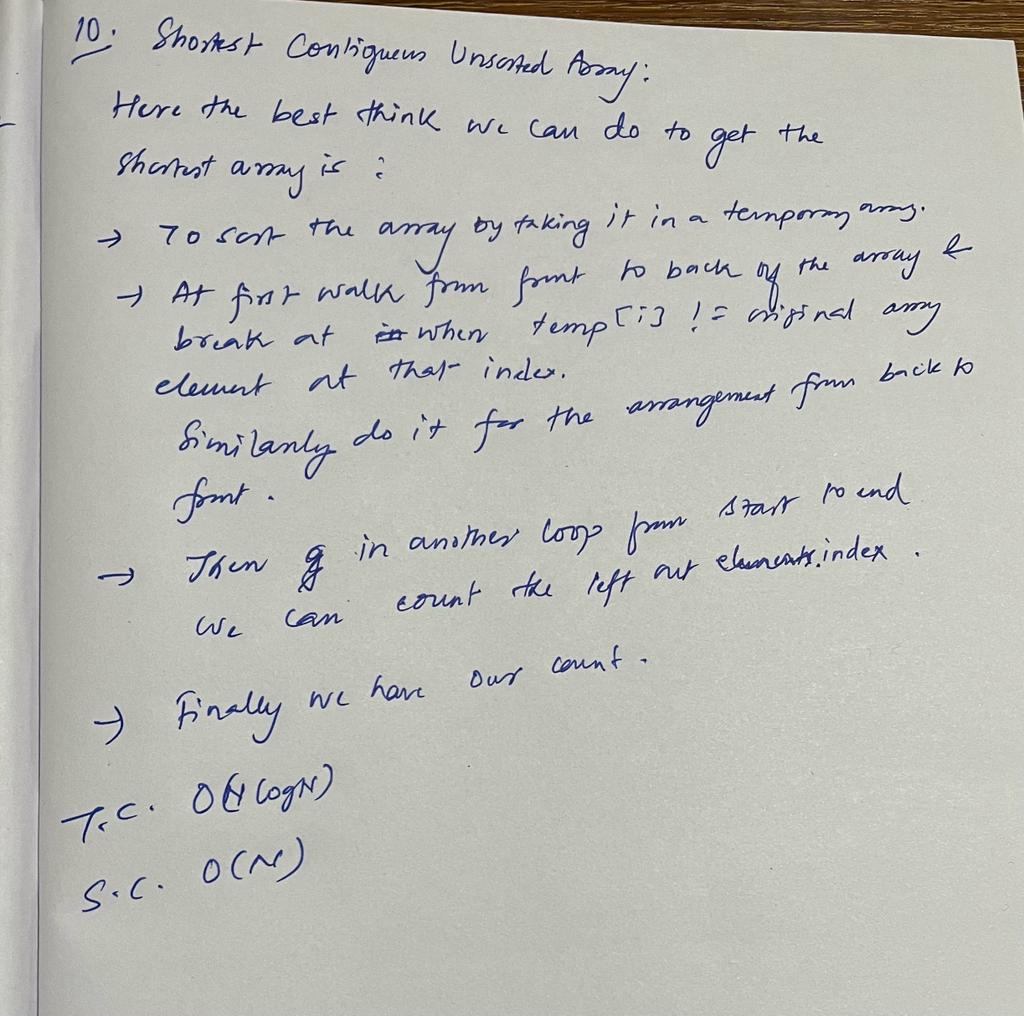 10. Shortest Contiguous Unsorted Array:
Here the best think we can do to get the
shortest array is :
→ To sort the array by taking it in a temporary array.
→ At first walk from front to back of the array &
break at when temp[i] != original array
element at that index.
Similarly do it for the arrangement from back to
front.
→ Then in another loop from start to end
we can count the left out elements index.
→ Finally we have our count.
T.C. O(N logN)
S.C. O(N)